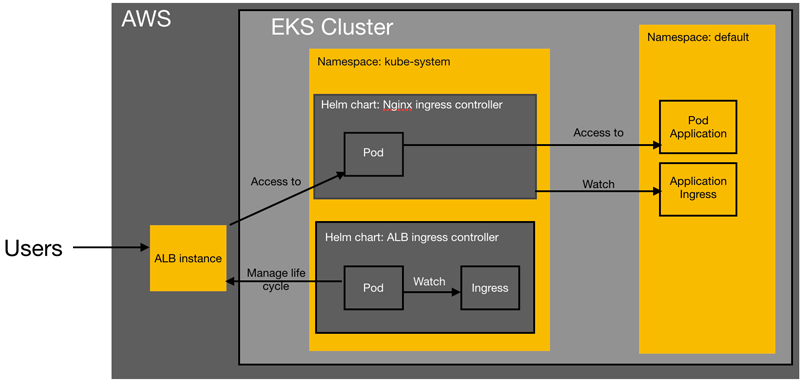 AWS
EKS Cluster
Namespace: kube-system
Namespace: default
Helm chart: Nginx ingress controller
Pod
Access to
Pod
Application
Access to
Watch
Application
Ingress
Users
ALB instance
Helm chart: ALB ingress controller
Manage life
cycle
Pod
Watch
Ingress